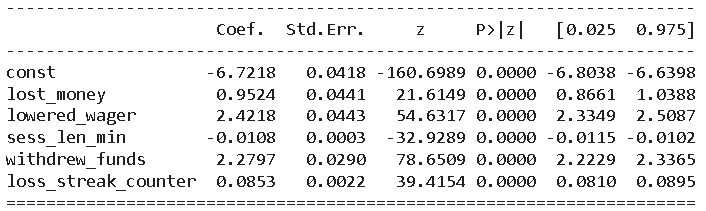 Coef. Std.Err. z P>|z| [0.025 0.975]
const -6.7218 0.0418 -160.6989 0.0000 -6.8038 -6.6398
lost_money 0.9524 0.0441 21.6149 0.0000 0.8661 1.0388
lowered_wager 2.4218 0.0443 54.6317 0.0000 2.3349 2.5087
sess_len_min -0.0108 0.0003 -32.9289 0.0000 -0.0115 -0.0102
withdrew_funds 2.2797 0.0290 78.6509 0.0000 2.2229 2.3365
loss_streak_counter 0.0853 0.0022 39.4154 0.0000 0.0810 0.0895